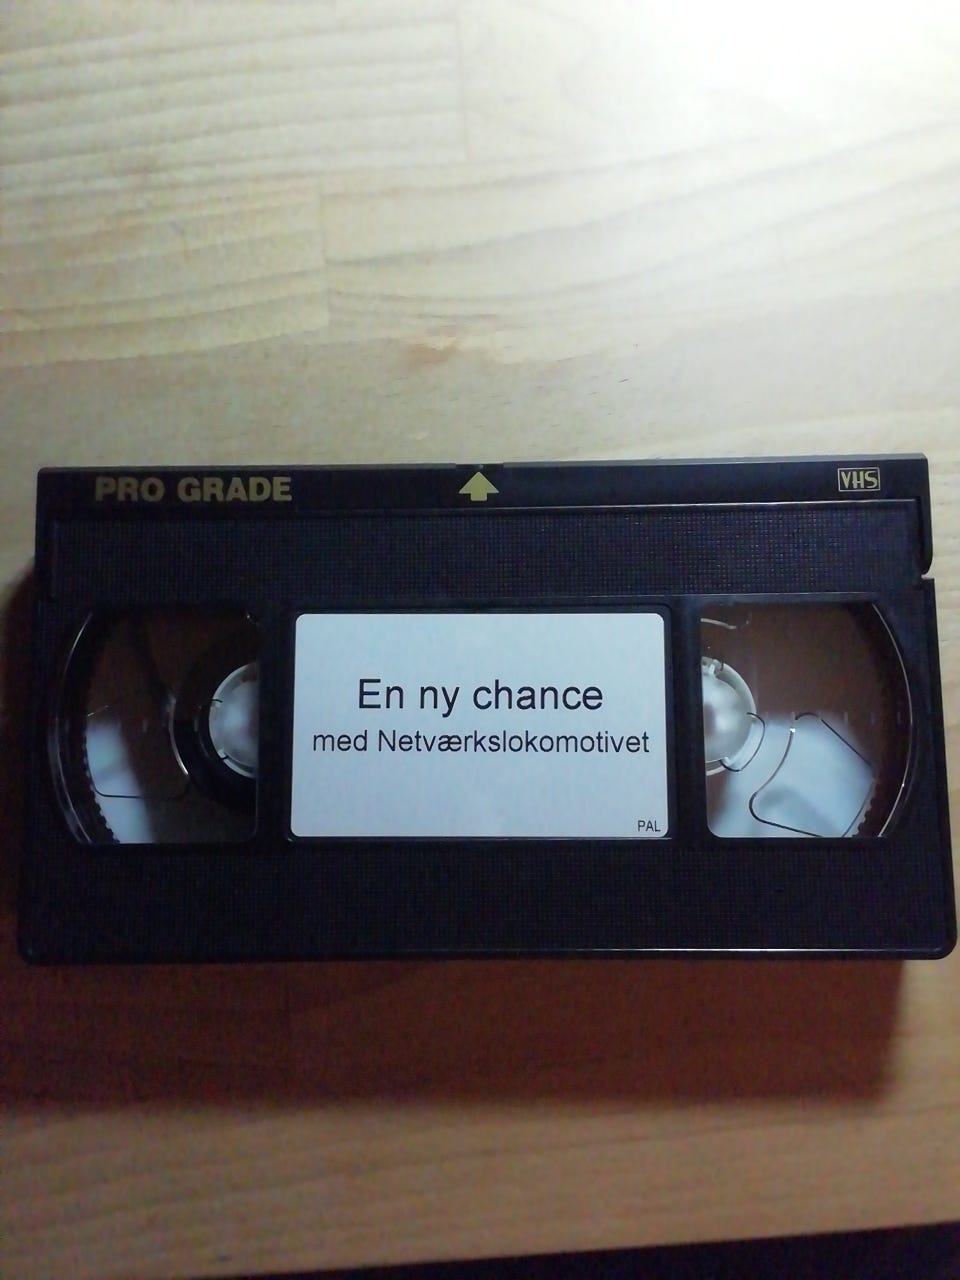 PRO GRADE
VHS
En ny chance
med Netværkslokomotivet
PAL